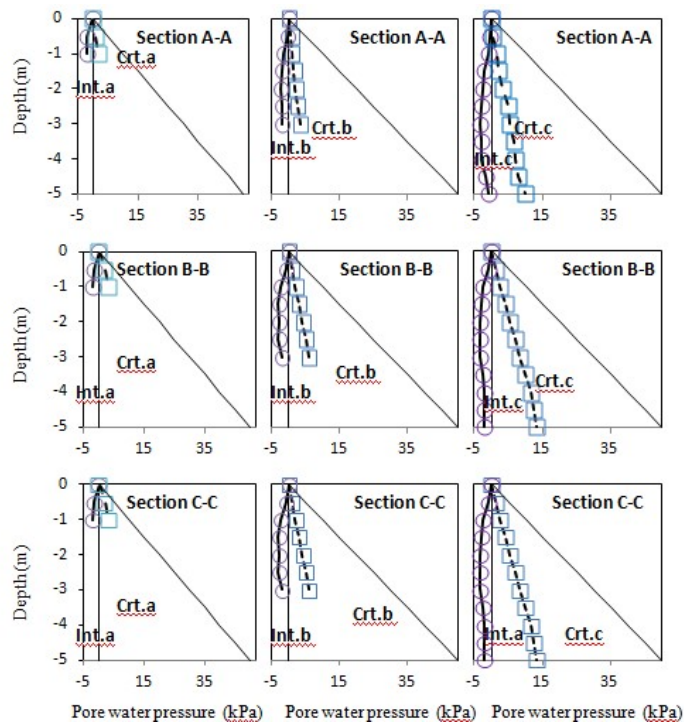 Section A-A
Section A-A
Section A-A
Crt.a
Int.a
Crt.b
Int.b
Crt.c
Int.c
Depth(m)
0
-1
-2
-3
-4
-5
-5 15 35
-5 15 35
-5 15 35
Section B-B
Section B-B
Section B-B
Crt.a
Int.a
Crt.b
Int.b
Crt.c
Int.c
Depth(m)
0
-1
-2
-3
-4
-5
-5 15 35
-5 15 35
-5 15 35
Section C-C
Section C-C
Section C-C
Crt.a
Int.a
Crt.b
Int.b
Crt.c
Int.a
Depth(m)
0
-1
-2
-3
-4
-5
-5 15 35
-5 15 35
-5 15 35
Pore water pressure (kPa) Pore water pressure (kPa) Pore water pressure (kPa)